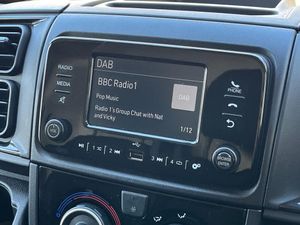 DAB
BBC Radio1
Pop Music
DAB
Radio 1's Group Chat with Nat
and Vicky
1/12
RADIO
MEDIA
PHONE
1
2
3
4
BROWSE
ENTER